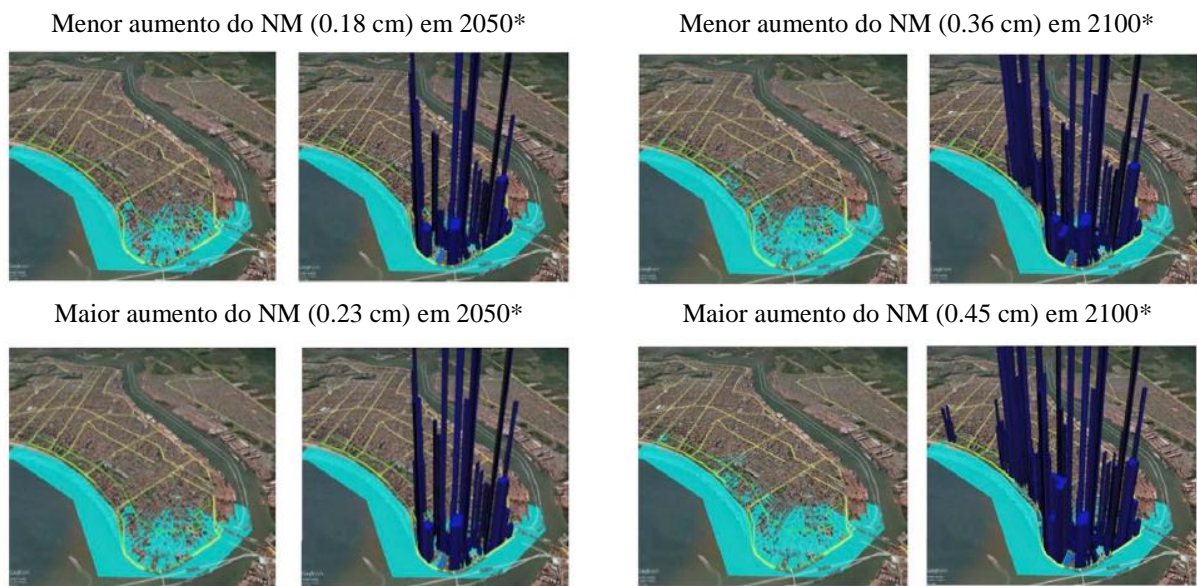 Menor aumento do NM (0.18 cm) em 2050*
Menor aumento do NM (0.36 cm) em 2100*
Maior aumento do NM (0.23 cm) em 2050*
Maior aumento do NM (0.45 cm) em 2100*